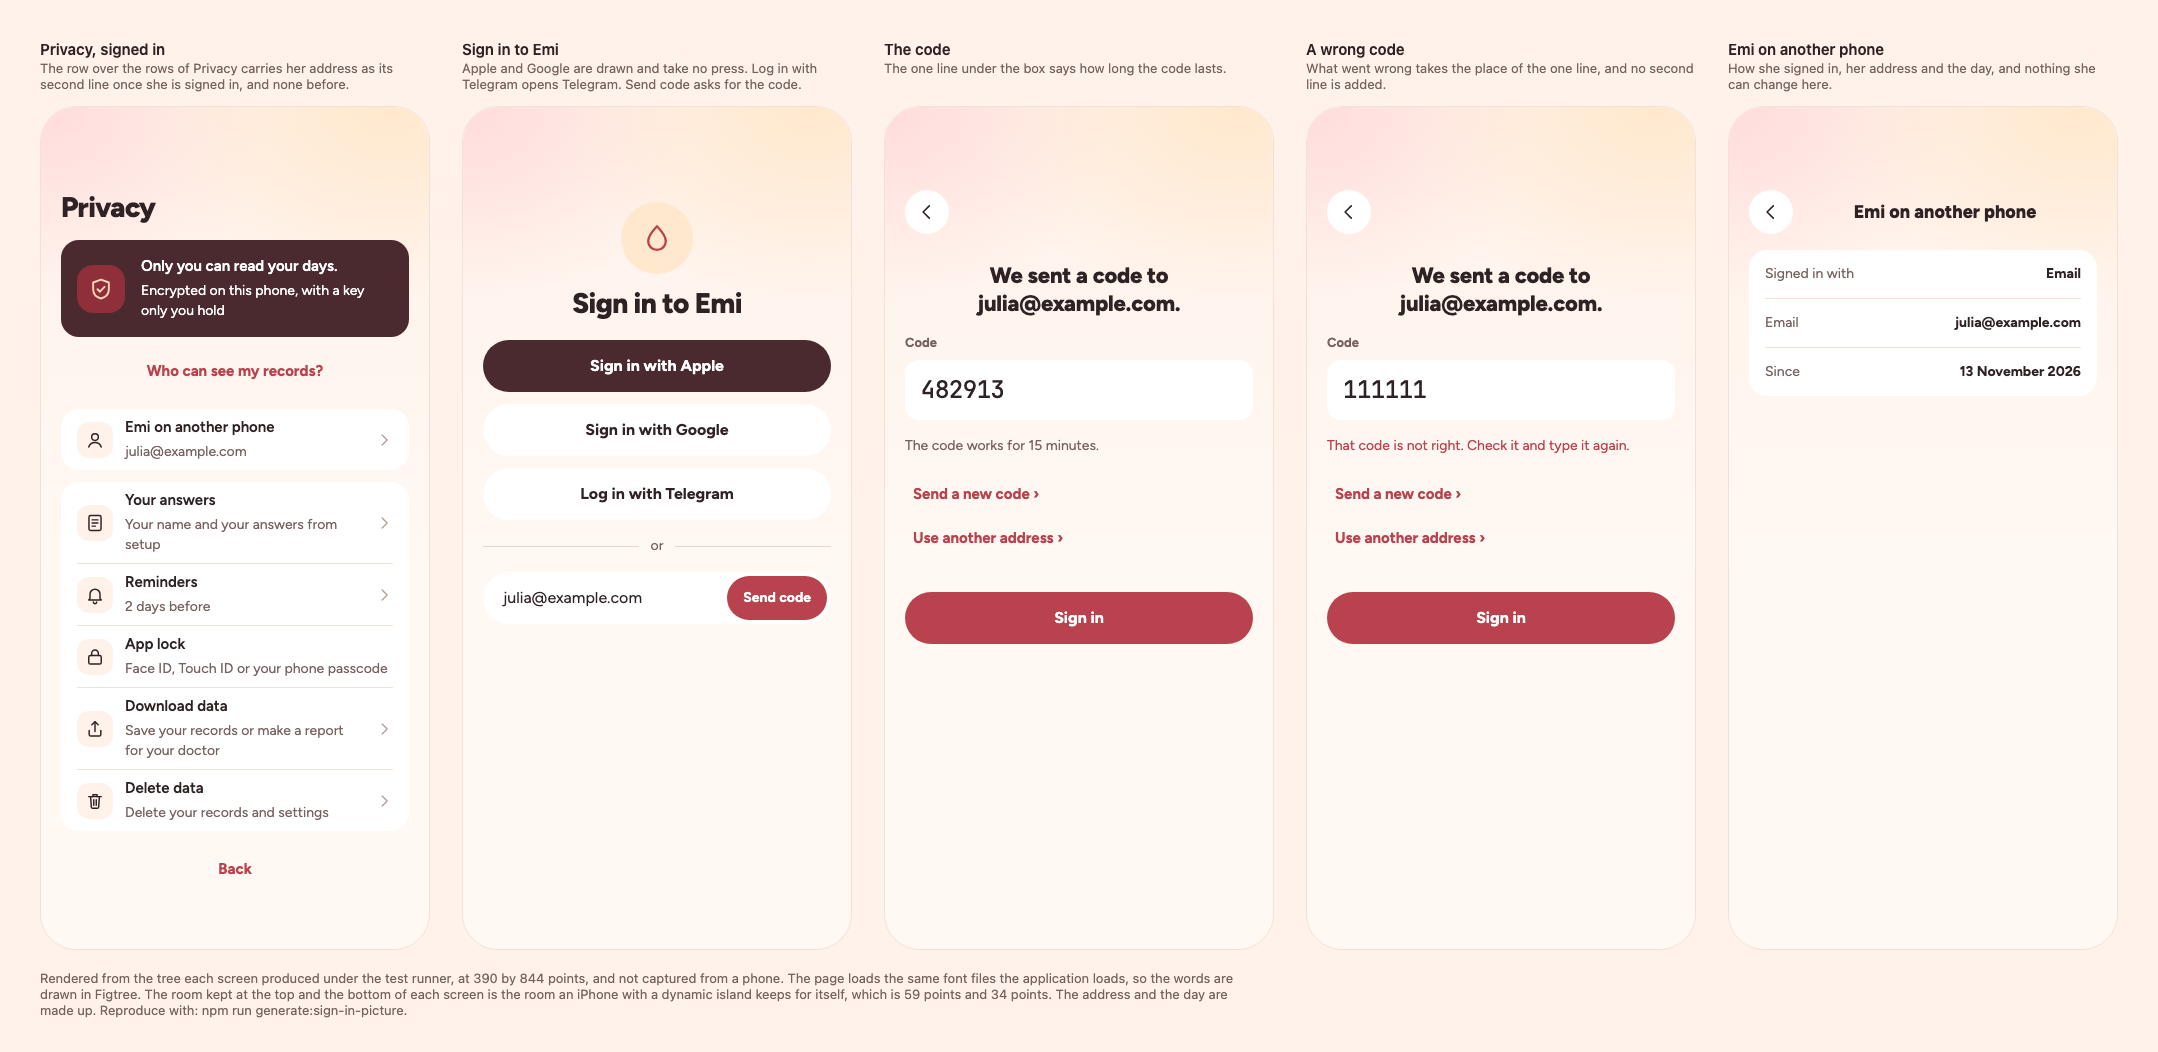 Privacy, signed in
The row over the rows of Privacy carries her address as its
second line once she is signed in, and none before.
Privacy
Only you can read your days.
Encrypted on this phone, with a key
only you hold
Who can see my records?
Emi on another phone
julia@example.com
Your answers
Your name and your answers from
setup
Reminders
2 days before
App lock
Face ID, Touch ID or your phone passcode
Download data
Save your records or make a report
for your doctor
Delete data
Delete your records and settings
Back
Sign in to Emi
Apple and Google are drawn and take no press. Log in with
Telegram opens Telegram. Send code asks for the code.
Sign in to Emi
Sign in with Apple
Sign in with Google
Log in with Telegram
or
julia@example.com
Send code
The code
The one line under the box says how long the code lasts.
We sent a code to
julia@example.com.
Code
482913
The code works for 15 minutes.
Send a new code ›
Use another address ›
Sign in
A wrong code
What went wrong takes the place of the one line, and no second
line is added.
We sent a code to
julia@example.com.
Code
111111
That code is not right. Check it and type it again.
Send a new code ›
Use another address ›
Sign in
Emi on another phone
How she signed in, her address and the day, and nothing she
can change here.
Emi on another phone
Signed in with Email
Email julia@example.com
Since 13 November 2026
Rendered from the tree each screen produced under the test runner, at 390 by 844 points, and not captured from a phone. The page loads the same font files the application loads, so the words are
drawn in Figtree. The room kept at the top and the bottom of each screen is the room an iPhone with a dynamic island keeps for itself, which is 59 points and 34 points. The address and the day are
made up. Reproduce with: npm run generate:sign-in-picture.